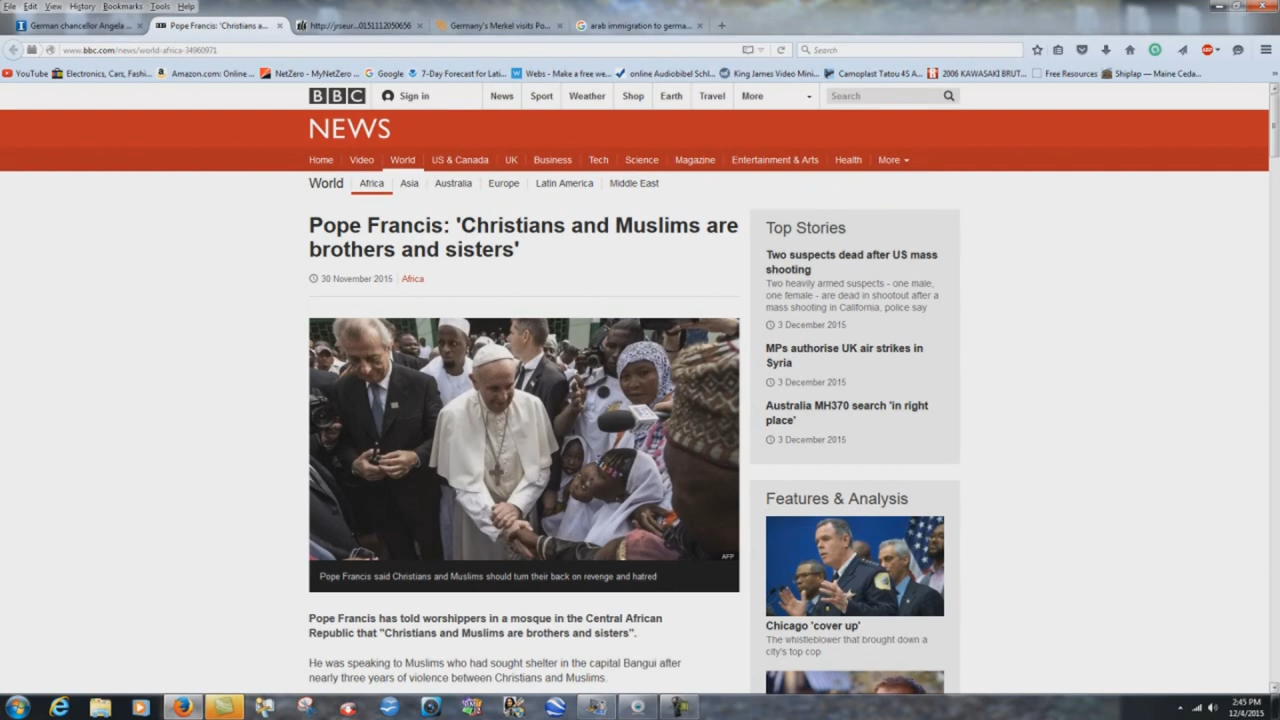 File Edit View History Bookmarks Tools Help
German chancellor Angela ... × Pope Francis: 'Christians a... × http://jrseur...0151112050656 × Germany's Merkel visits Po... × arab immigration to germa... × +
www.bbc.com/news/world-africa-34960971 Search
YouTube Electronics, Cars, Fashi... Amazon.com: Online ... NetZero - MyNetZero ... Google 7-Day Forecast for Lati... Webs - Make a free we... online Audiobibel Schl... King James Video Mini... Camoplast Tatou 4S A... 2006 KAWASAKI BRUT... Free Resources Shiplap — Maine Ceda... »
BBC Sign in News Sport Weather Shop Earth Travel More Search
NEWS
Home Video World US & Canada UK Business Tech Science Magazine Entertainment & Arts Health More
World Africa Asia Australia Europe Latin America Middle East
Pope Francis: 'Christians and Muslims are
brothers and sisters'
30 November 2015 Africa
AFP
Pope Francis said Christians and Muslims should turn their back on revenge and hatred
Pope Francis has told worshippers in a mosque in the Central African
Republic that "Christians and Muslims are brothers and sisters".
He was speaking to Muslims who had sought shelter in the capital Bangui after
nearly three years of violence between Christians and Muslims.
Top Stories
Two suspects dead after US mass
shooting
Two heavily armed suspects - one male,
one female - are dead in shootout after a
mass shooting in California, police say
3 December 2015
MPs authorise UK air strikes in
Syria
3 December 2015
Australia MH370 search 'in right
place'
3 December 2015
Features & Analysis
Chicago 'cover up'
The whistleblower that brought down a
city's top cop
2:45 PM
12/4/2015